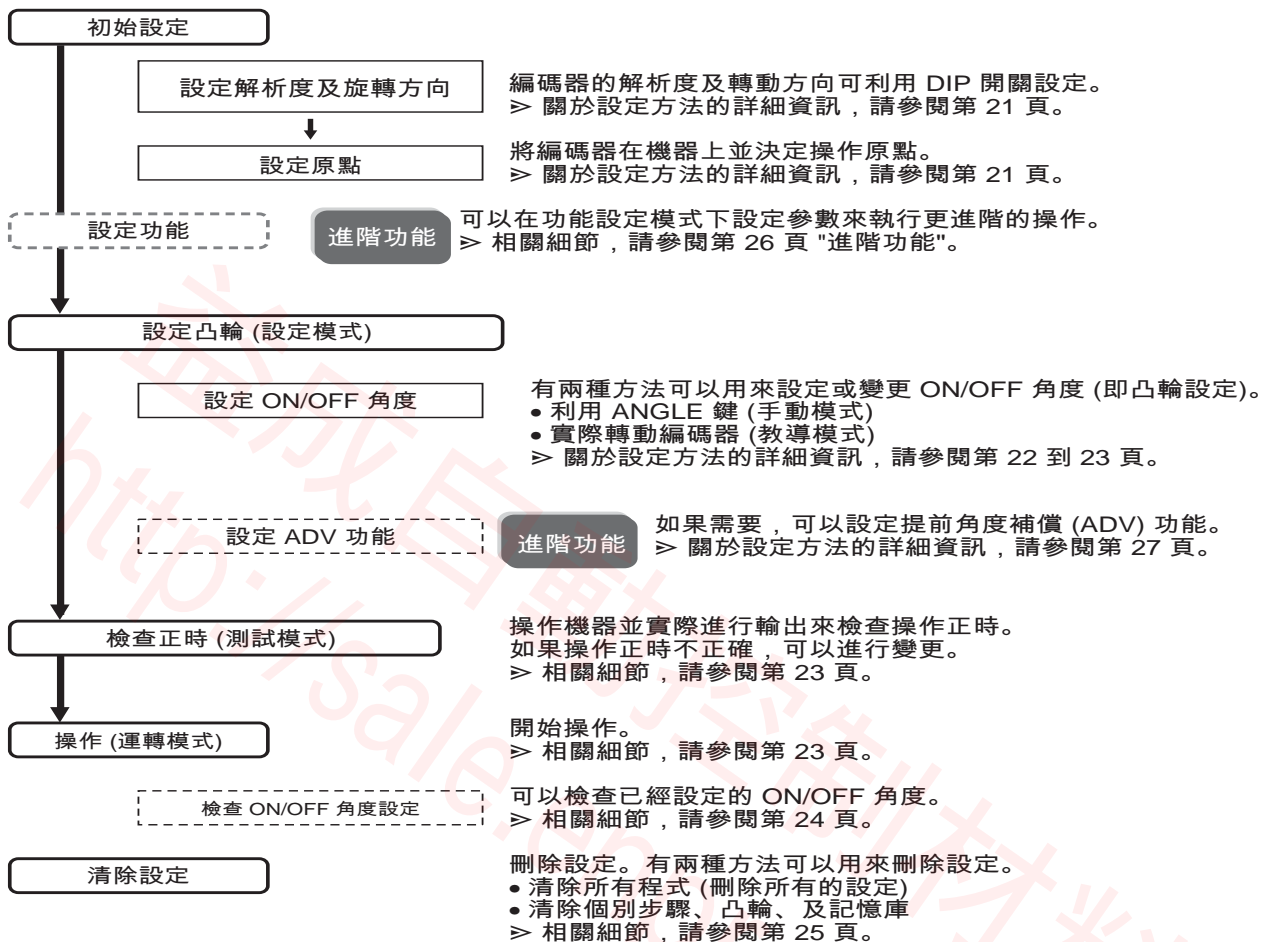 初始設定
設定解析度及旋轉方向
編碼器的解析度及轉動方向可利用 DIP 開關設定。
⪢ 關於設定方法的詳細資訊，請參閱第 21 頁。
設定原點
將編碼器在機器上並決定操作原點。
⪢ 關於設定方法的詳細資訊，請參閱第 21 頁。
設定功能
進階功能
可以在功能設定模式下設定參數來執行更進階的操作。
⪢ 相關細節，請參閱第 26 頁 "進階功能"。
設定凸輪 (設定模式)
設定 ON/OFF 角度
有兩種方法可以用來設定或變更 ON/OFF 角度 (即凸輪設定)。
• 利用 ANGLE 鍵 (手動模式)
• 實際轉動編碼器 (教導模式)
⪢ 關於設定方法的詳細資訊，請參閱第 22 到 23 頁。
設定 ADV 功能
進階功能
如果需要，可以設定提前角度補償 (ADV) 功能。
⪢ 關於設定方法的詳細資訊，請參閱第 27 頁。
檢查正時 (測試模式)
操作機器並實際進行輸出來檢查操作正時。
如果操作正時不正確，可以進行變更。
⪢ 相關細節，請參閱第 23 頁。
操作 (運轉模式)
開始操作。
⪢ 相關細節，請參閱第 23 頁。
檢查 ON/OFF 角度設定
可以檢查已經設定的 ON/OFF 角度。
⪢ 相關細節，請參閱第 24 頁。
清除設定
刪除設定。有兩種方法可以用來刪除設定。
• 清除所有程式 (刪除所有的設定)
• 清除個別步驟、凸輪、及記憶庫
⪢ 相關細節，請參閱第 25 頁。
益成自動控制材料
http://sale.en